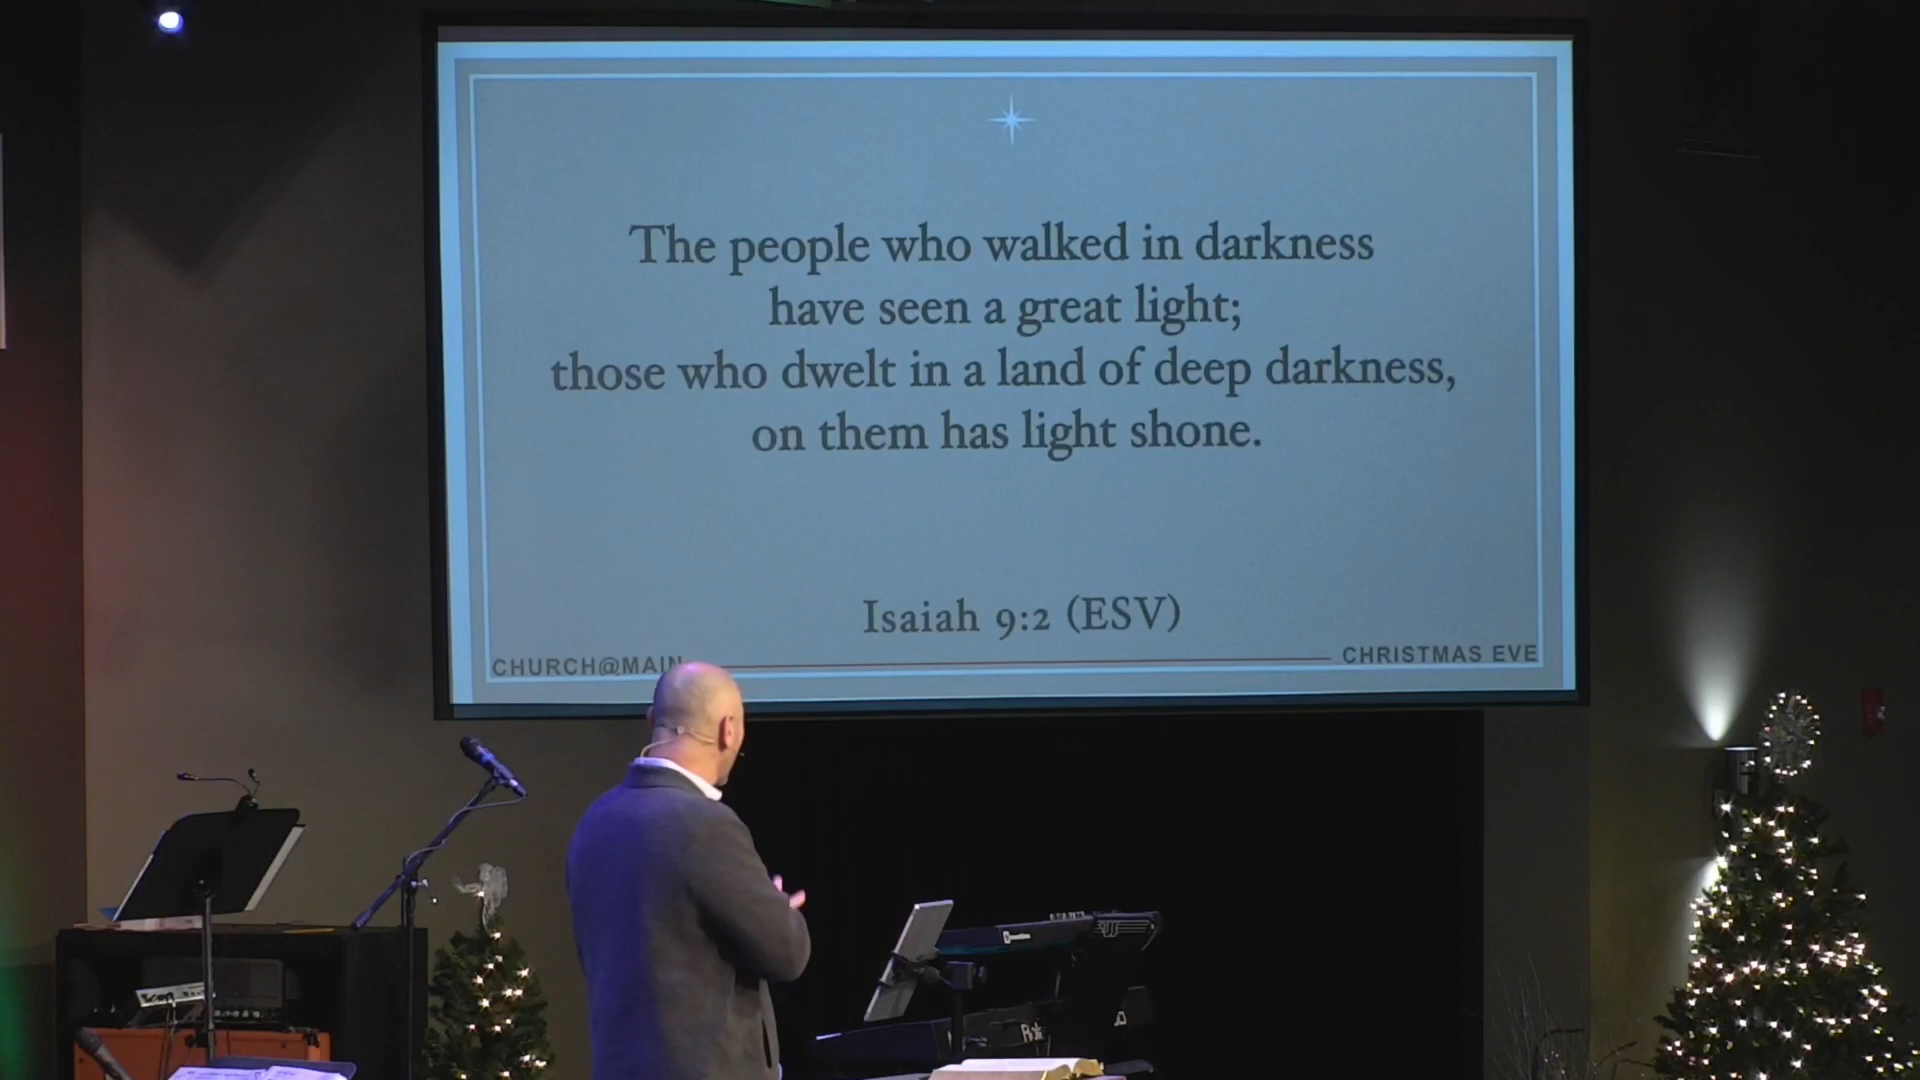 The people who walked in darkness
have seen a great light;
those who dwelt in a land of deep darkness,
on them has light shone.
Isaiah 9:2 (ESV)
CHURCH@MAIN
CHRISTMAS EVE